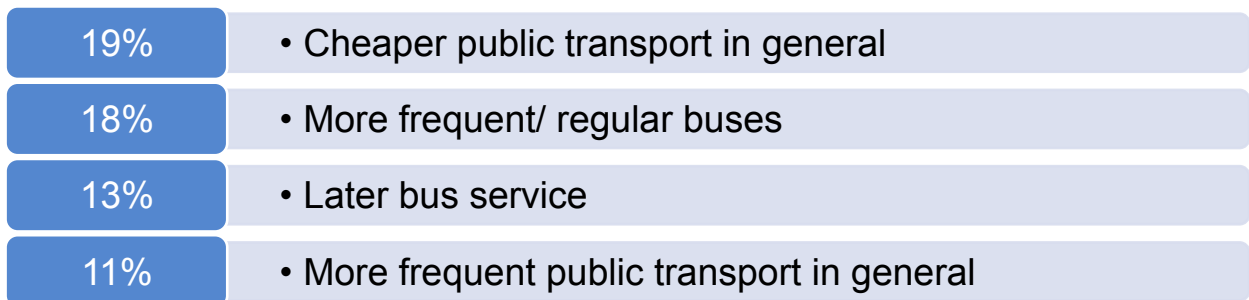 19% • Cheaper public transport in general
18% • More frequent/ regular buses
13% • Later bus service
11% • More frequent public transport in general